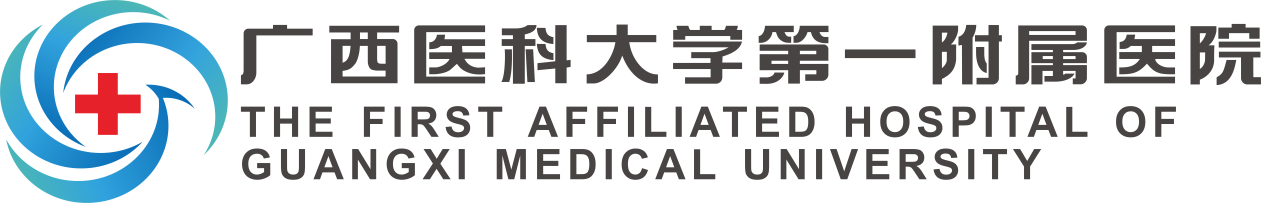 广西医科大学第一附属医院
THE FIRST AFFILIATED HOSPITAL OF
GUANGXI MEDICAL UNIVERSITY